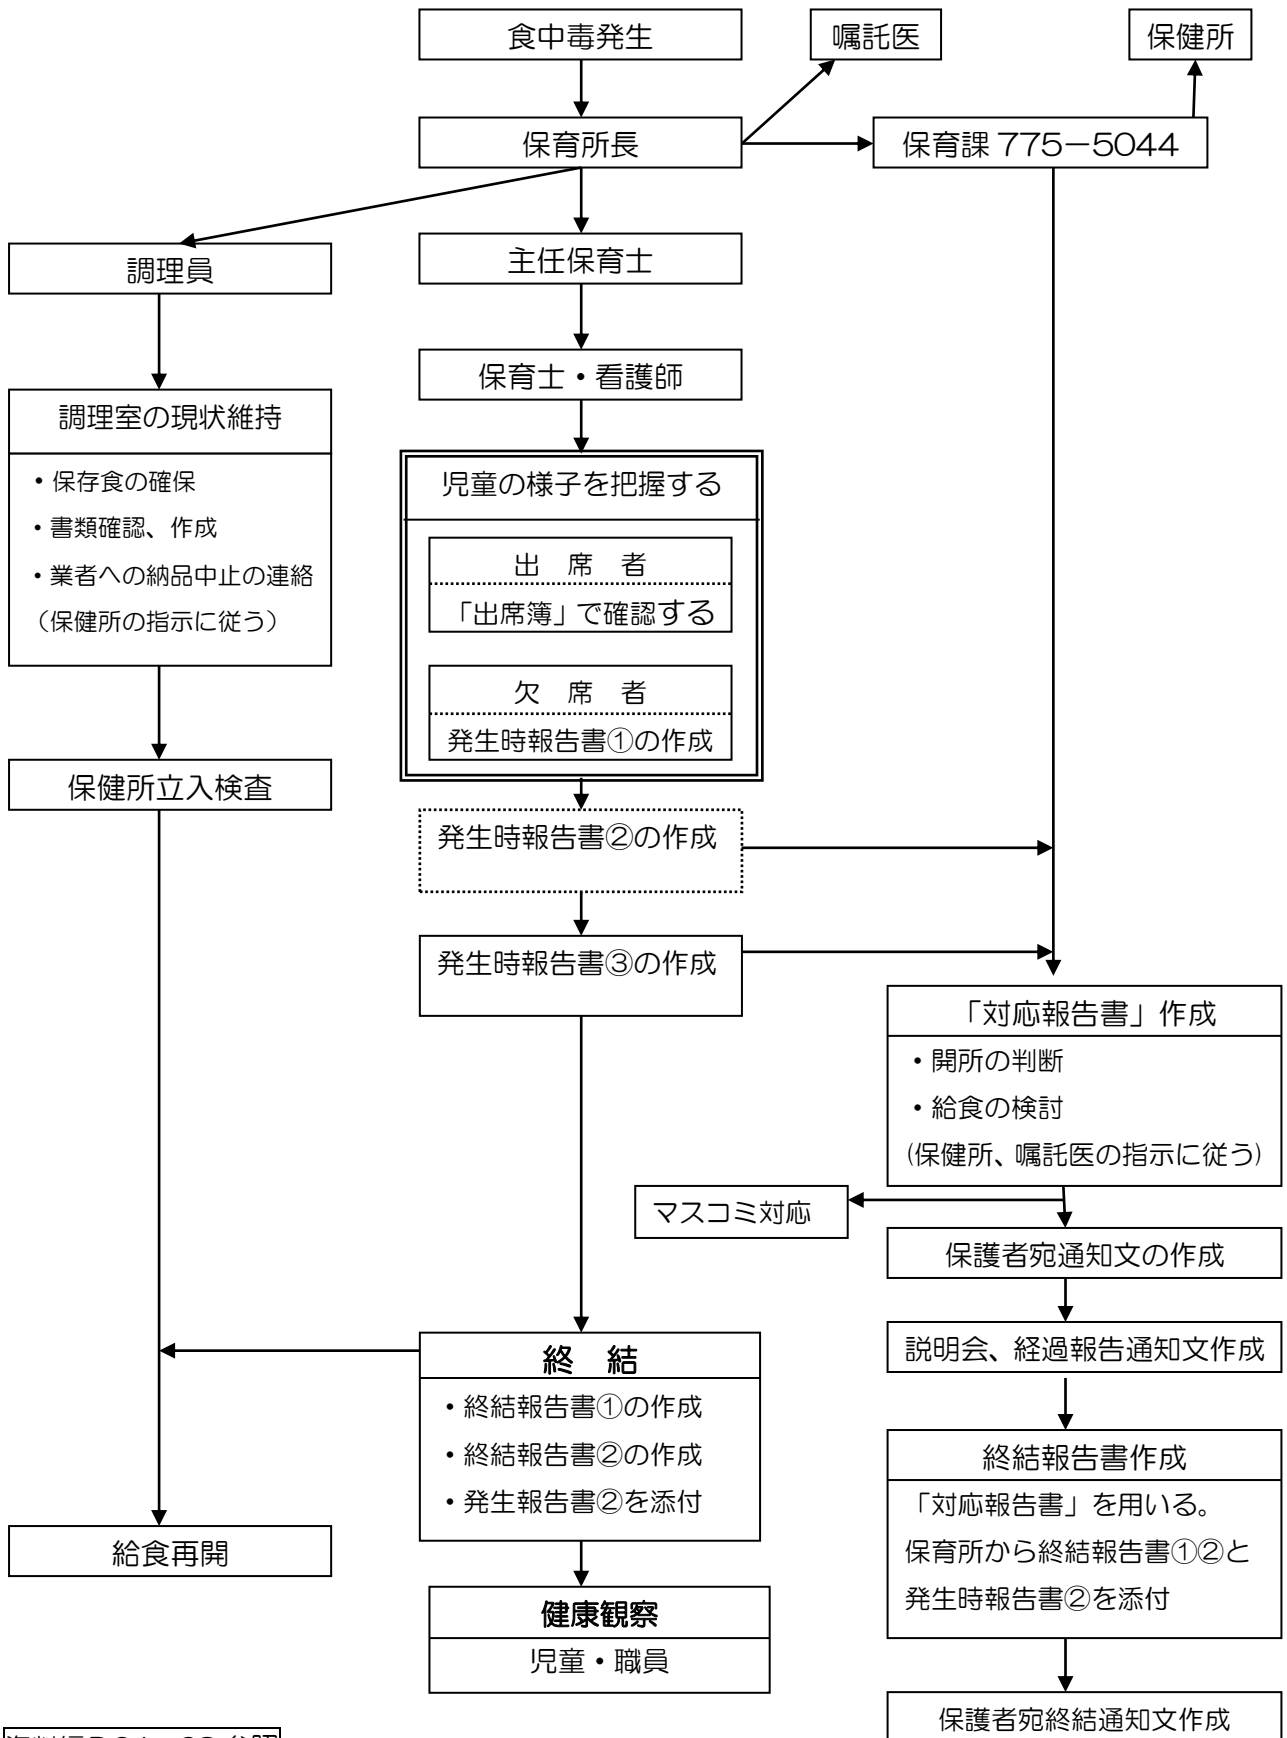 食中毒発生
嘱託医
保健所
保育所長
保育課 775-5044
調理員
主任保育士
保育士・看護師
調理室の現状維持
・保存食の確保
・書類確認、作成
・業者への納品中止の連絡
（保健所の指示に従う）
児童の様子を把握する
出 席 者
「出席簿」で確認する
欠 席 者
発生時報告書①の作成
保健所立入検査
発生時報告書②の作成
発生時報告書③の作成
「対応報告書」作成
・開所の判断
・給食の検討
(保健所、嘱託医の指示に従う)
マスコミ対応
保護者宛通知文の作成
説明会、経過報告通知文作成
終 結
・終結報告書①の作成
・終結報告書②の作成
・発生報告書②を添付
終結報告書作成
「対応報告書」を用いる。
保育所から終結報告書①②と
発生時報告書②を添付
給食再開
健康観察
児童・職員
保護者宛終結通知文作成